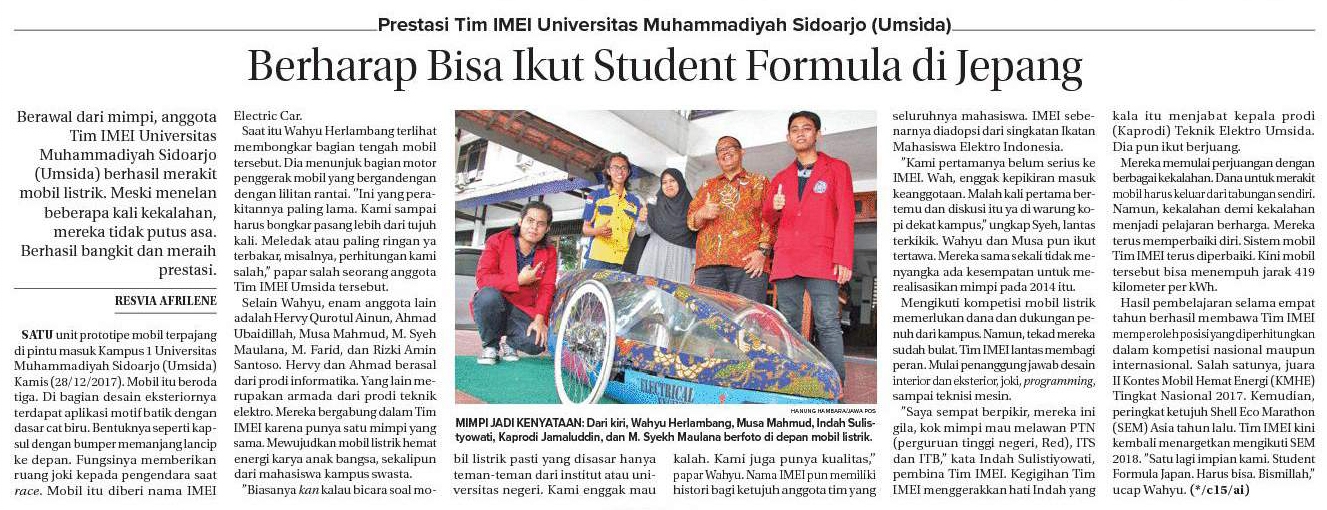 Prestasi Tim IMEI Universitas Muhammadiyah Sidoarjo (Umsida)
Berharap Bisa Ikut Student Formula di Jepang
Berawal dari mimpi, anggota
Tim IMEI Universitas
Muhammadiyah Sidoarjo
(Umsida) berhasil merakit
mobil listrik. Meski menelan
beberapa kali kekalahan,
mereka tidak putus asa.
Berhasil bangkit dan meraih
prestasi.
RESVIA AFRILENE
SATU unit prototipe mobil terpajang
di pintu masuk Kampus 1 Universitas
Muhammadiyah Sidoarjo (Umsida)
Kamis (28/12/2017). Mobil itu beroda
tiga. Di bagian desain eksteriornya
terdapat aplikasi motif batik dengan
dasar cat biru. Bentuknya seperti kap-
sul dengan bumper memanjang lancip
ke depan. Fungsinya memberikan
ruang joki kepada pengendara saat
race. Mobil itu diberi nama IMEI
Electric Car.
Saat itu Wahyu Herlambang terlihat
membongkar bagian tengah mobil
tersebut. Dia menunjuk bagian motor
penggerak mobil yang bergandengan
dengan lilitan rantai. "Ini yang pera-
kitannya paling lama. Kami sampai
harus bongkar pasang lebih dari tujuh
kali. Meledak atau paling ringan ya
terbakar, misalnya, perhitungan kami
salah," papar salah seorang anggota
Tim IMEI Umsida tersebut.
Selain Wahyu, enam anggota lain
adalah Hervy Qurotul Ainun, Ahmad
Ubaidillah, Musa Mahmud, M. Syeh
Maulana, M. Farid, dan Rizki Amin
Santoso. Hervy dan Ahmad berasal
dari prodi informatika. Yang lain me-
rupakan armada dari prodi teknik
elektro. Mereka bergabung dalam Tim
IMEI karena punya satu mimpi yang
sama. Mewujudkan mobil listrik hemat
energi karya anak bangsa, sekalipun
dari mahasiswa kampus swasta.
"Biasanya kan kalau bicara soal mo-
ELECTRICAL
HANUNG HAMBARA/JAWA POS
MIMPI JADI KENYATAAN: Dari kiri, Wahyu Herlambang, Musa Mahmud, Indah Sulis-
tyowati, Kaprodi Jamaluddin, dan M. Syekh Maulana berfoto di depan mobil listrik.
bil listrik pasti yang disasar hanya
teman-teman dari institut atau uni-
versitas negeri. Kami enggak mau
kalah. Kami juga punya kualitas,"
papar Wahyu. Nama IMEI pun memiliki
histori bagi ketujuh anggota tim yang
seluruhnya mahasiswa. IMEI sebe-
narnya diadopsi dari singkatan Ikatan
Mahasiswa Elektro Indonesia.
"Kami pertamanya belum serius ke
IMEI. Wah, enggak kepikiran masuk
keanggotaan. Malah kali pertama ber-
temu dan diskusi itu ya di warung ko-
pi dekat kampus," ungkap Syeh, lantas
terkikik. Wahyu dan Musa pun ikut
tertawa. Mereka sama sekali tidak me-
nyangka ada kesempatan untuk me-
realisasikan mimpi pada 2014 itu.
Mengikuti kompetisi mobil listrik
memerlukan dana dan dukungan pe-
nuh dari kampus. Namun, tekad mereka
sudah bulat. Tim IMEI lantas membagi
peran. Mulai penanggung jawab desain
interior dan eksterior, joki, programming,
sampai teknisi mesin.
"Saya sempat berpikir, mereka ini
gila, kok mimpi mau melawan PTN
(perguruan tinggi negeri, Red), ITS
dan ITB," kata Indah Sulistiyowati,
pembina Tim IMEI. Kegigihan Tim
IMEI menggerakkan hati Indah yang
kala itu menjabat kepala prodi
(Kaprodi) Teknik Elektro Umsida.
Dia pun ikut berjuang.
Mereka memulai perjuangan dengan
berbagai kekalahan. Dana untuk merakit
mobil harus keluar dari tabungan sendiri.
Namun, kekalahan demi kekalahan
menjadi pelajaran berharga. Mereka
terus memperbaiki diri. Sistem mobil
Tim IMEI terus diperbaiki. Kini mobil
tersebut bisa menempuh jarak 419
kilometer per kWh.
Hasil pembelajaran selama empat
tahun berhasil membawa Tim IMEI
memperoleh posisi yang diperhitungkan
dalam kompetisi nasional maupun
internasional. Salah satunya, juara
II Kontes Mobil Hemat Energi (KMHE)
Tingkat Nasional 2017. Kemudian,
peringkat ketujuh Shell Eco Marathon
(SEM) Asia tahun lalu. Tim IMEI kini
kembali menargetkan mengikuti SEM
2018. "Satu lagi impian kami. Student
Formula Japan. Harus bisa. Bismillah,"
ucap Wahyu. (*/c15/ai)